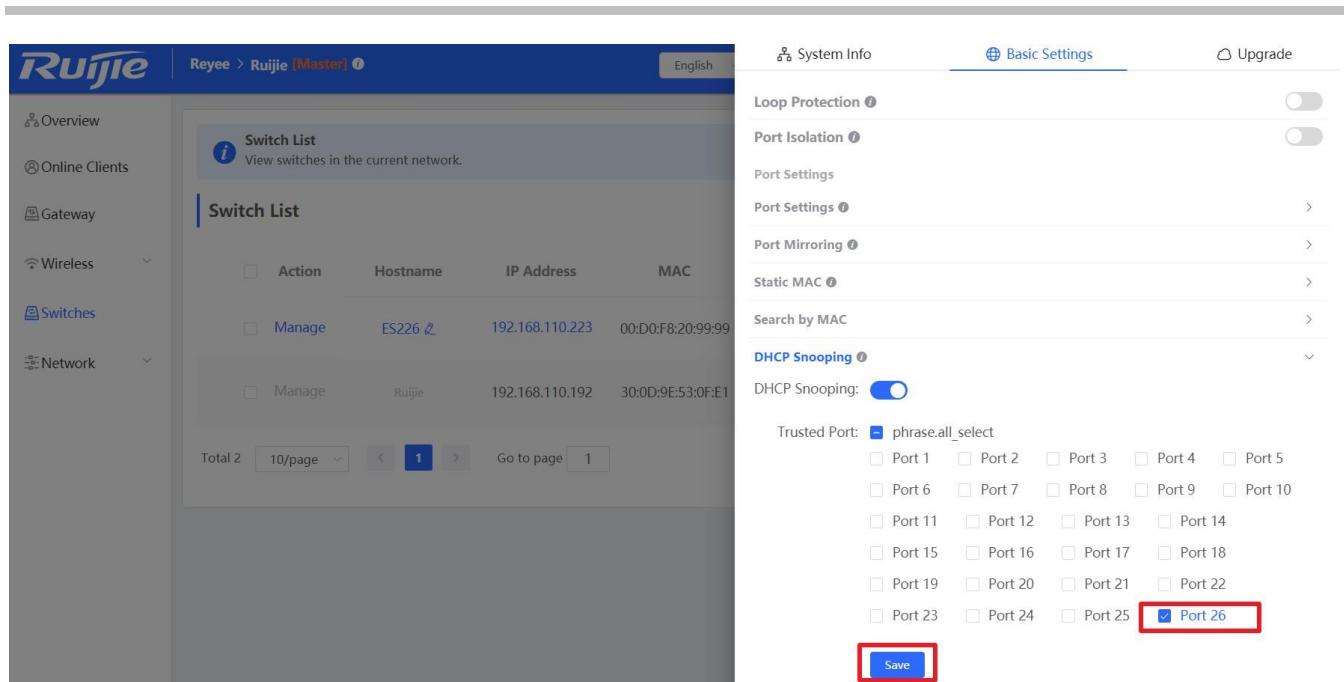 Ruijie
Reyee > Ruijie [Master]
English
Overview
Online Clients
Gateway
Wireless
Switches
Network
Switch List
View switches in the current network.
Switch List
Action Hostname IP Address MAC
Manage ES226 192.168.110.223 00:D0:F8:20:99:99
Manage Ruijie 192.168.110.192 30:0D:9E:53:0F:E1
Total 2 10/page < 1 > Go to page 1
System Info Basic Settings Upgrade
Loop Protection
Port Isolation
Port Settings
Port Settings
Port Mirroring
Static MAC
Search by MAC
DHCP Snooping
DHCP Snooping:
Trusted Port: phrase.all_select
Port 1 Port 2 Port 3 Port 4 Port 5
Port 6 Port 7 Port 8 Port 9 Port 10
Port 11 Port 12 Port 13 Port 14
Port 15 Port 16 Port 17 Port 18
Port 19 Port 20 Port 21 Port 22
Port 23 Port 24 Port 25 Port 26
Save